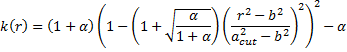 k(r) = (1 + α) (1 − (1 + √(α / (1 + α))) ((r² − b²) / (a_cut² − b²))²)² − α